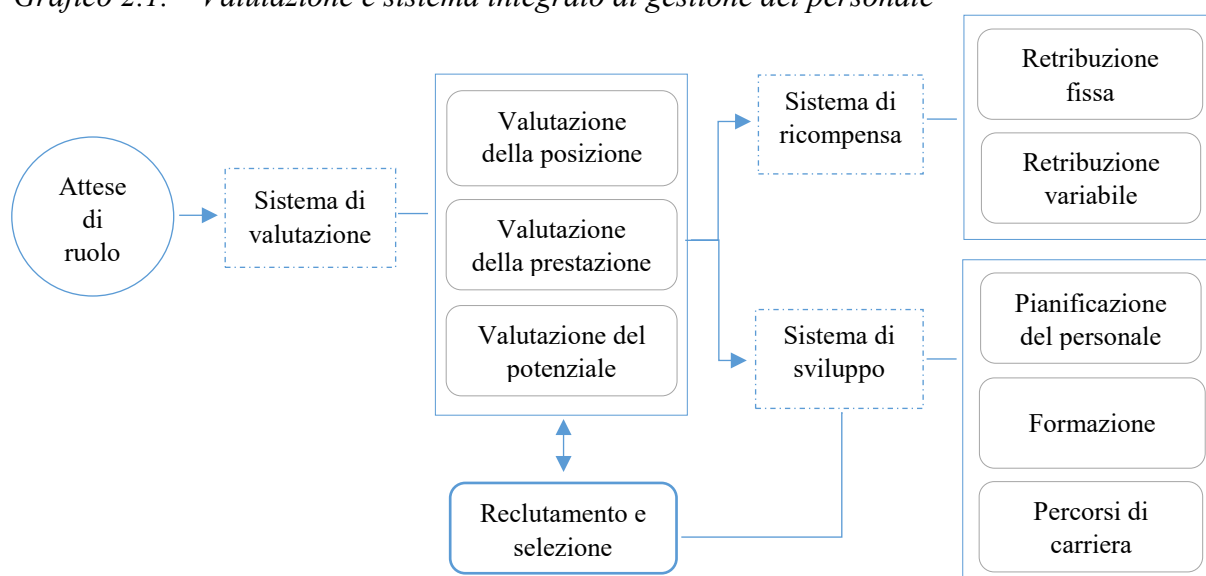 Grafico 2.1. Valutazione e sistema integrato di gestione del personale
Attese
di
ruolo
Sistema di
valutazione
Valutazione
della posizione
Valutazione
della prestazione
Valutazione del
potenziale
Reclutamento e
selezione
Sistema di
ricompensa
Sistema di
sviluppo
Retribuzione
fissa
Retribuzione
variabile
Pianificazione
del personale
Formazione
Percorsi di
carriera